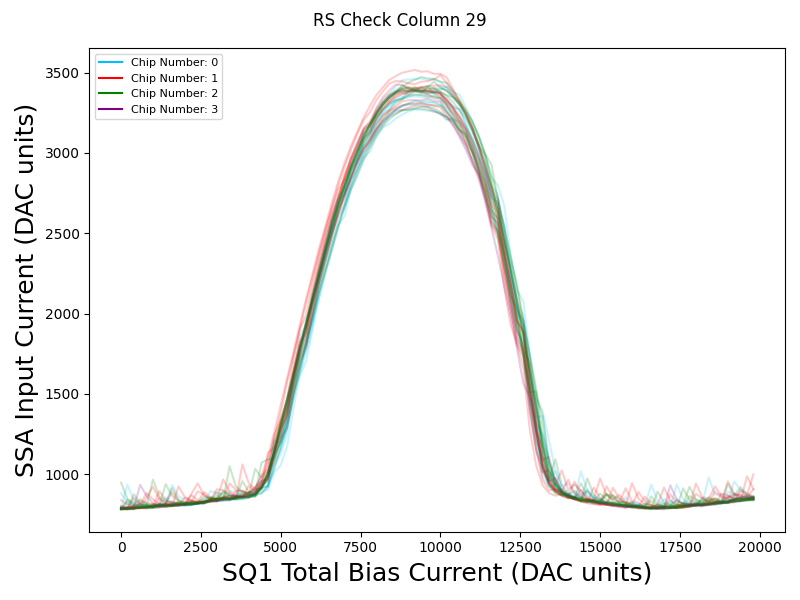 RS Check Column 29
Chip Number: 0
Chip Number: 1
Chip Number: 2
Chip Number: 3
SSA Input Current (DAC units)
3500
3000
2500
2000
1500
1000
0 2500 5000 7500 10000 12500 15000 17500 20000
SQ1 Total Bias Current (DAC units)